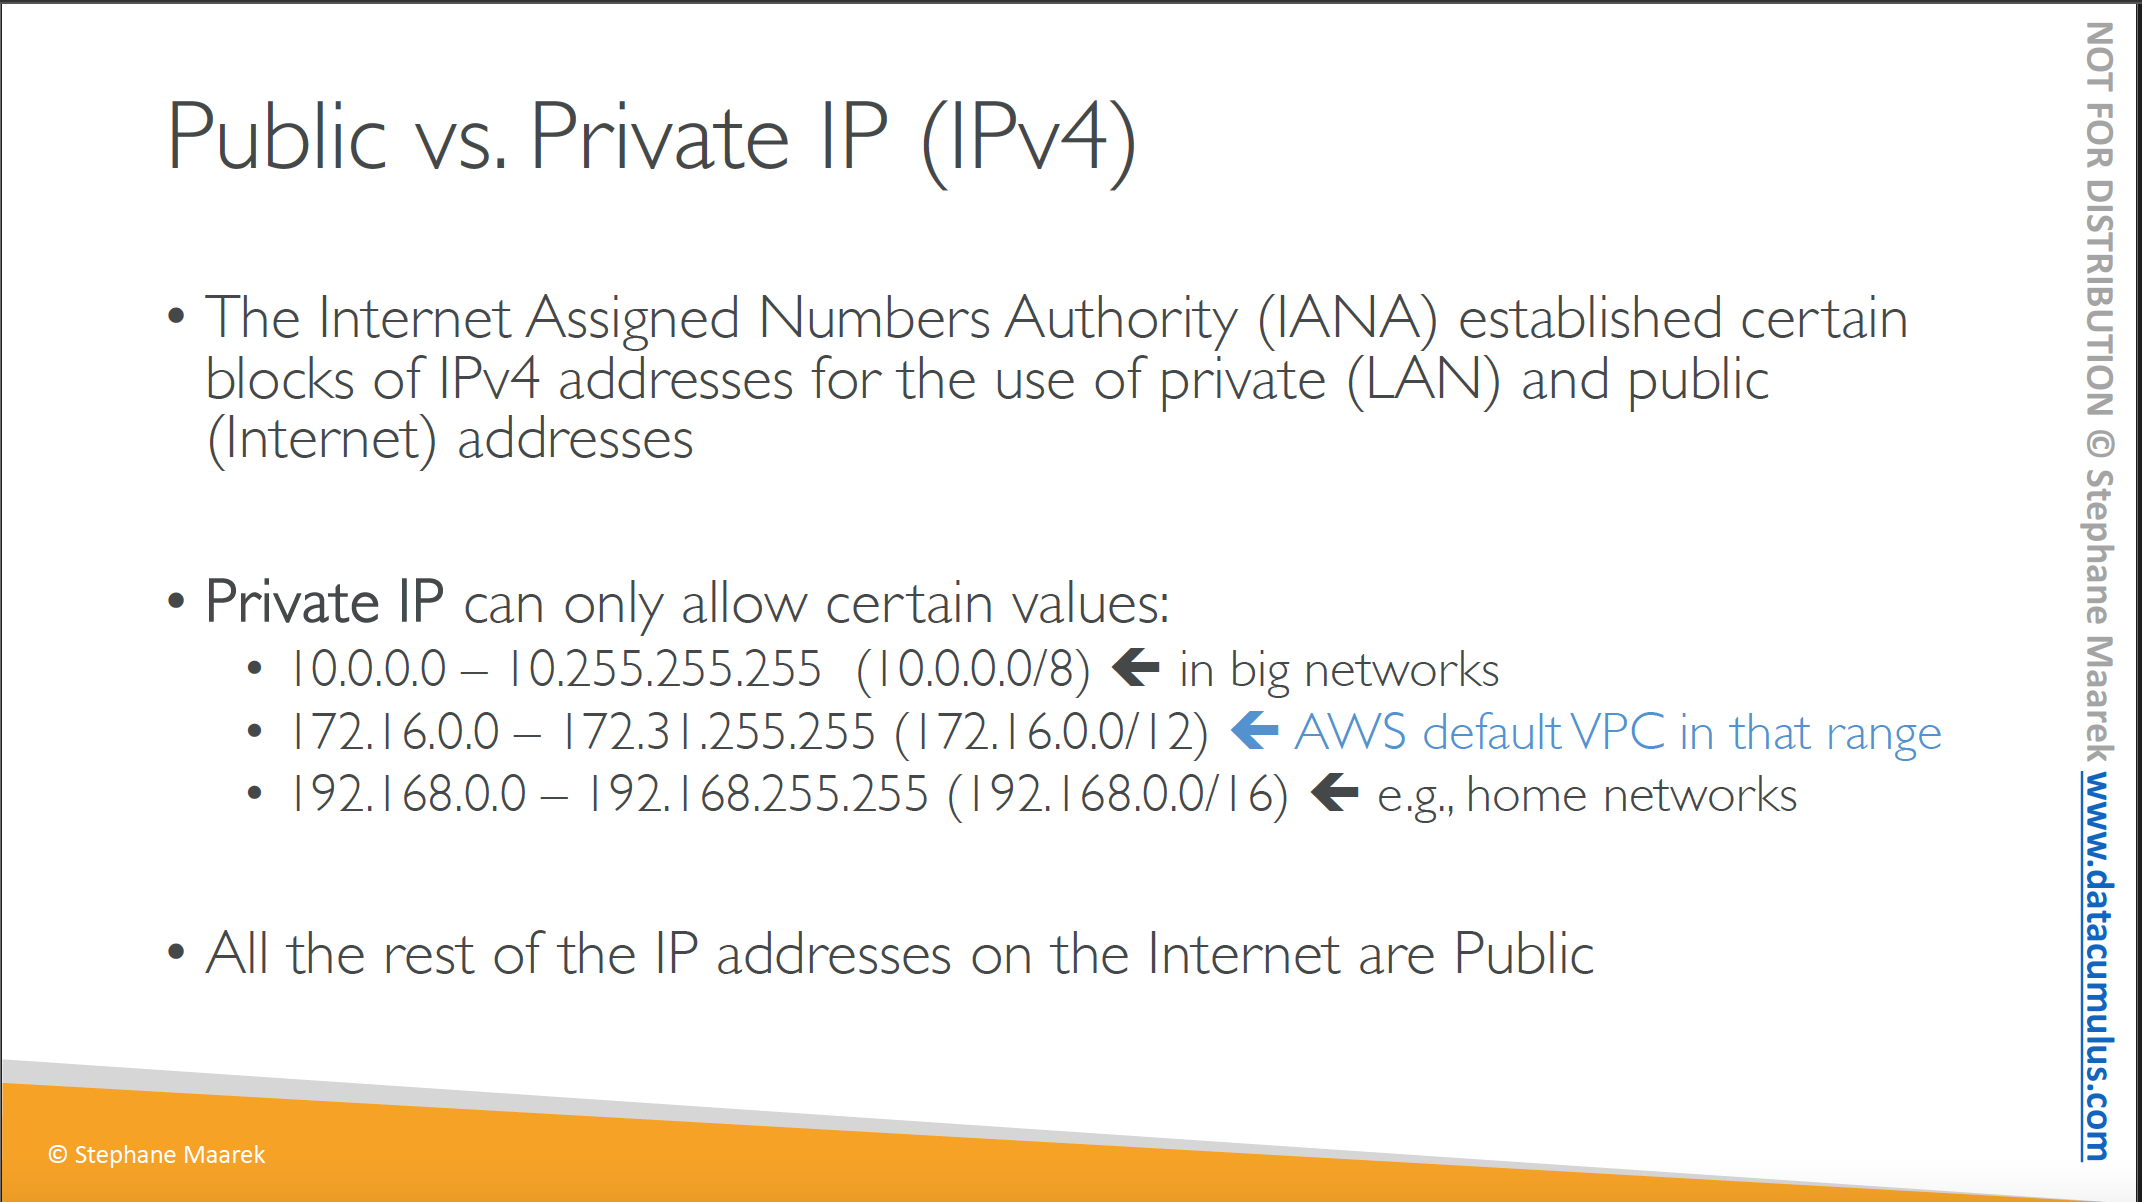 Public vs. Private IP (IPv4)
• The Internet Assigned Numbers Authority (IANA) established certain
blocks of IPv4 addresses for the use of private (LAN) and public
(Internet) addresses
• Private IP can only allow certain values:
• 10.0.0.0 – 10.255.255.255 (10.0.0.0/8) 🡸 in big networks
• 172.16.0.0 – 172.31.255.255 (172.16.0.0/12) 🡸 AWS default VPC in that range
• 192.168.0.0 – 192.168.255.255 (192.168.0.0/16) 🡸 e.g., home networks
• All the rest of the IP addresses on the Internet are Public
© Stephane Maarek
NOT FOR DISTRIBUTION © Stephane Maarek www.datacumulus.com